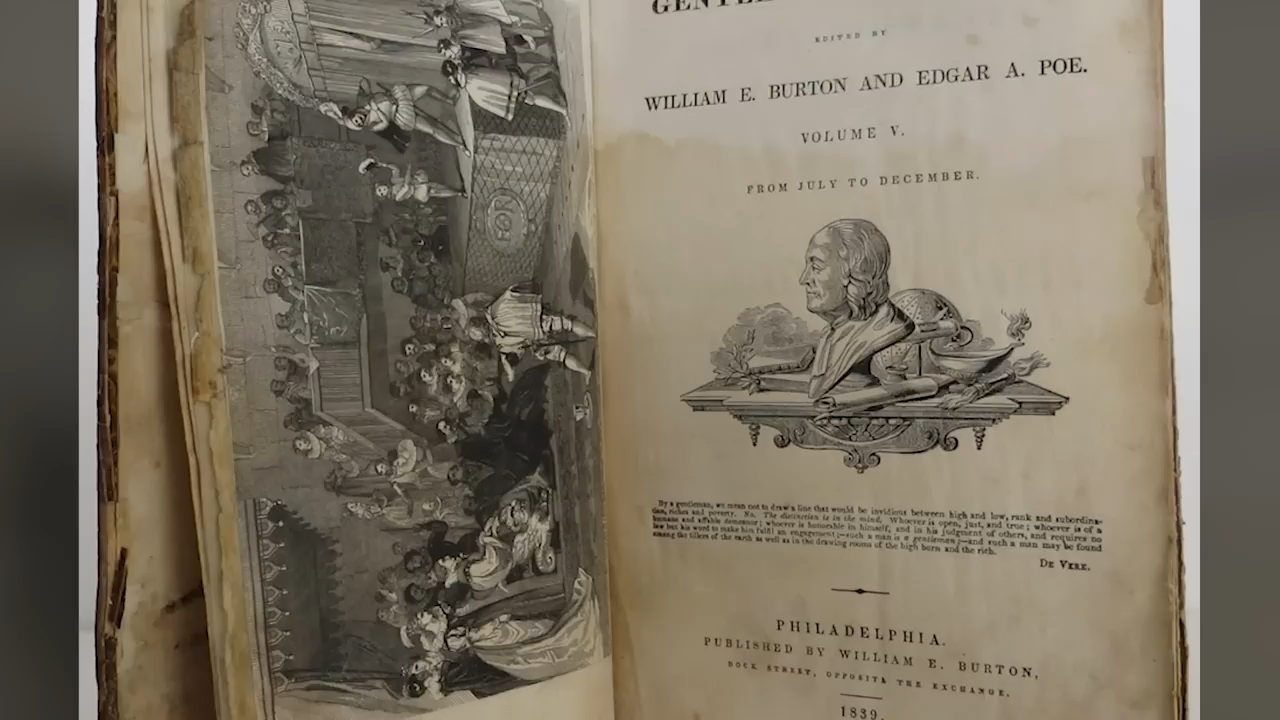 EDITED BY
WILLIAM E. BURTON AND EDGAR A. POE.
VOLUME V.
FROM JULY TO DECEMBER.
By a gentleman, we mean not to draw a line that would be invidious between high and low, rank and subordina-
tion, riches and poverty. No. The distinction is in the mind. Whoever is open, just, and true; whoever is of a
humane and affable demeanor; whoever is honorable in himself, and in his judgment of others, and requires no
law but his word to make him fulfil an engagement;—such a man is a gentleman;—and such a man may be found
among the tillers of the earth as well as in the drawing rooms of the high born and the rich.
DE VERE.
PHILADELPHIA.
PUBLISHED BY WILLIAM E. BURTON,
DOCK STREET, OPPOSITE THE EXCHANGE.
1839.